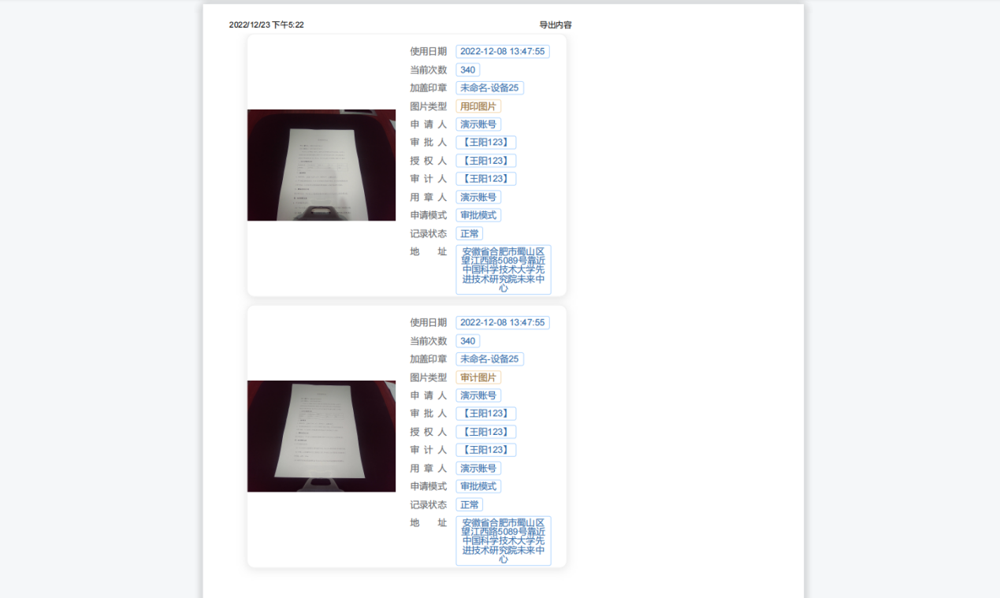 2022/12/23 下午5:22 导出内容
使用日期 2022-12-08 13:47:55
当前次数 340
加盖印章 未命名-设备25
图片类型 用印图片
申 请 人 演示账号
审 批 人 【王阳123】
授 权 人 【王阳123】
审 计 人 【王阳123】
用 章 人 演示账号
申请模式 审批模式
记录状态 正常
地 址 安徽省合肥市蜀山区
望江西路5089号靠近
中国科学技术大学先
进技术研究院未来中
心
使用日期 2022-12-08 13:47:55
当前次数 340
加盖印章 未命名-设备25
图片类型 审计图片
申 请 人 演示账号
审 批 人 【王阳123】
授 权 人 【王阳123】
审 计 人 【王阳123】
用 章 人 演示账号
申请模式 审批模式
记录状态 正常
地 址 安徽省合肥市蜀山区
望江西路5089号靠近
中国科学技术大学先
进技术研究院未来中
心